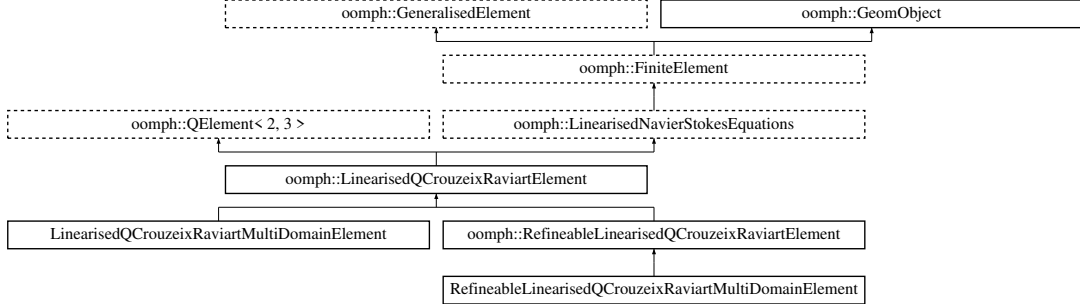 oomph::GeneralisedElement
oomph::GeomObject
oomph::FiniteElement
oomph::QElement< 2, 3 >
oomph::LinearisedNavierStokesEquations
oomph::LinearisedQCrouzeixRaviartElement
LinearisedQCrouzeixRaviartMultiDomainElement
oomph::RefineableLinearisedQCrouzeixRaviartElement
RefineableLinearisedQCrouzeixRaviartMultiDomainElement